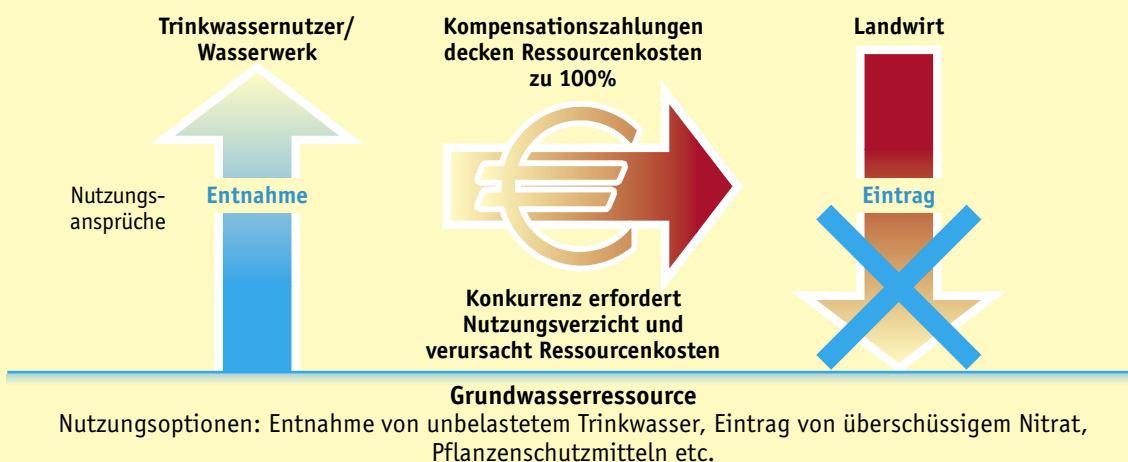 Trinkwassernutzer/
Wasserwerk
Kompensationszahlungen
decken Ressourcenkosten
zu 100%
Landwirt
Nutzungs-
ansprüche
Entnahme
€
Eintrag
Konkurrenz erfordert
Nutzungsverzicht und
verursacht Ressourcenkosten
Grundwasserressource
Nutzungsoptionen: Entnahme von unbelastetem Trinkwasser, Eintrag von überschüssigem Nitrat,
Pflanzenschutzmitteln etc.